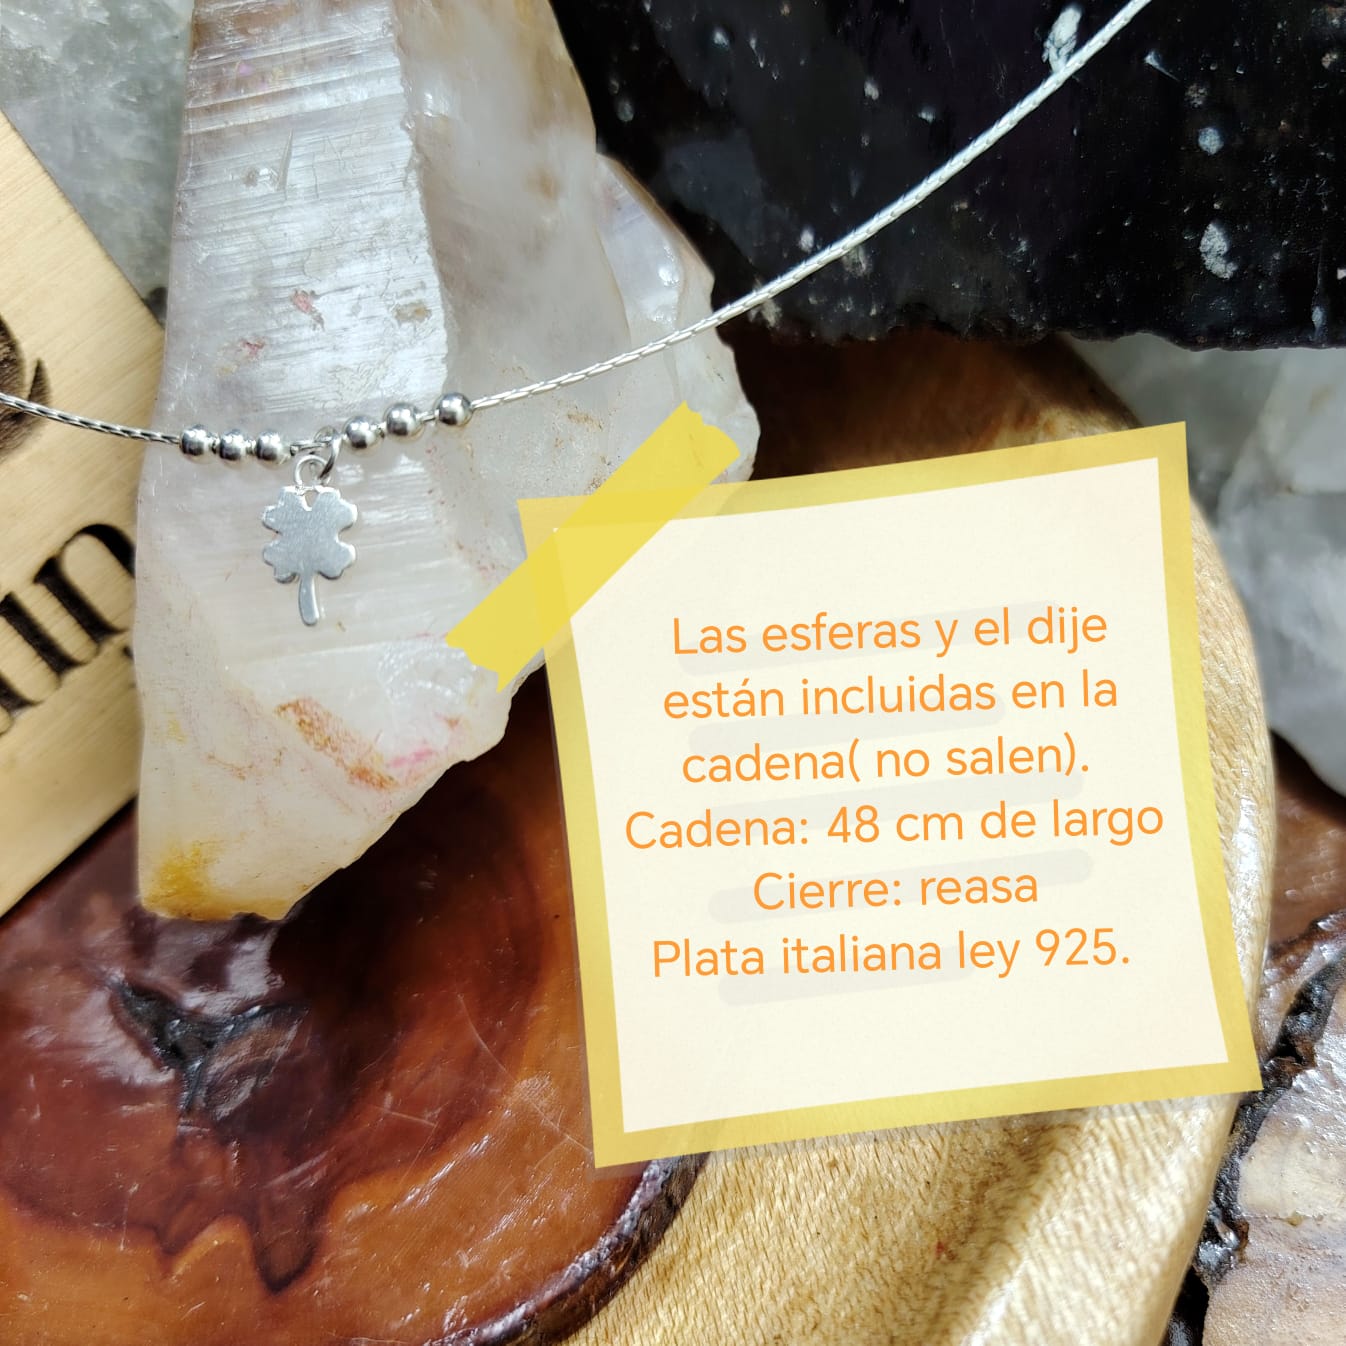 Las esferas y el dije
están incluidas en la
cadena( no salen).
Cadena: 48 cm de largo
Cierre: reasa
Plata italiana ley 925.